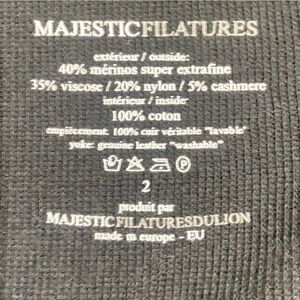 MAJESTICFILATURES
extérieur / outside:
40% mérinos super extrafine
35% viscose / 20% nylon / 5% cashmere
intérieur / inside
100% coton
empiècement: 100% cuir véritable "lavable"
yoke: genuine leather "washable"
P
2
produit par
MAJESTICFILATURESDULION
made in europe - EU